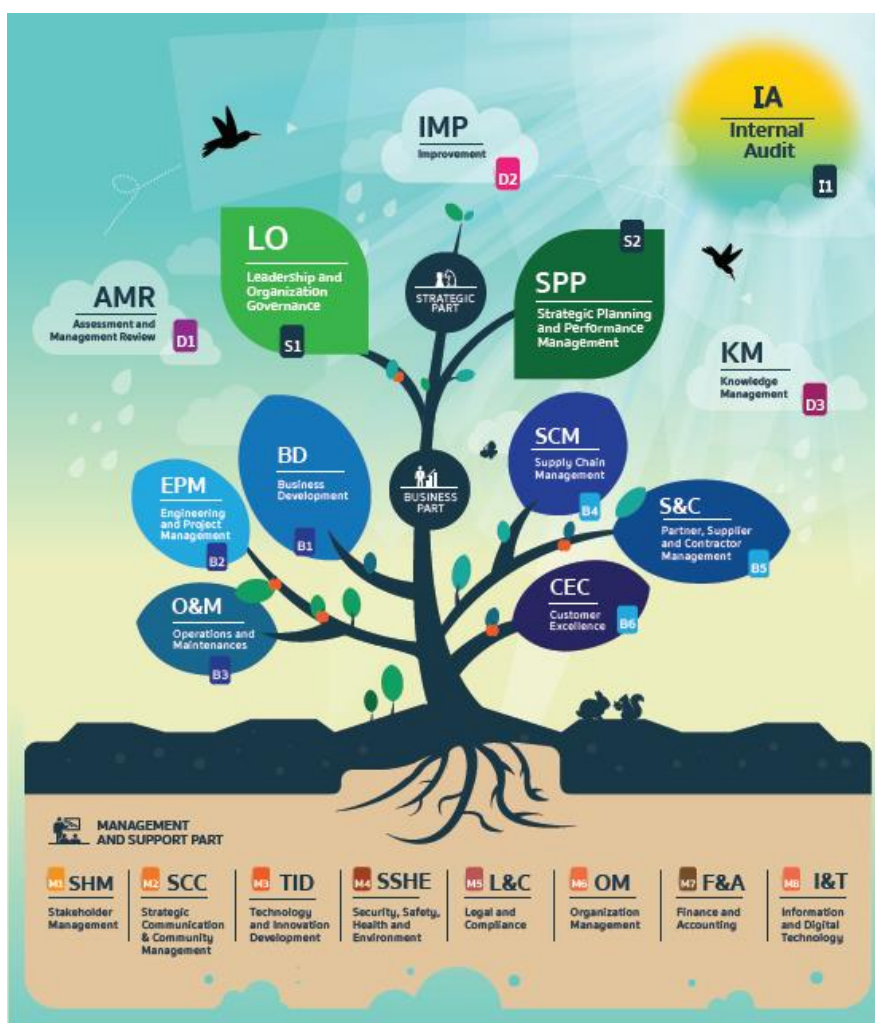 IMP
Improvement
D2
IA
Internal
Audit
I1
LO
Leadership and
Organization
Governance
S1
STRATEGIC
PART
S2
SPP
Strategic Planning
and Performance
Management
AMR
Assessment and
Management Review
D1
KM
Knowledge
Management
D3
BD
Business
Development
B1
EPM
Engineering
and Project
Management
B2
O&M
Operations and
Maintenances
B3
BUSINESS
PART
SCM
Supply Chain
Management
B4
S&C
Partner, Supplier
and Contractor
Management
B5
CEC
Customer
Excellence
B6
MANAGEMENT
AND SUPPORT PART
M1 SHM
Stakeholder
Management
M2 SCC
Strategic
Communication
& Community
Management
M3 TID
Technology
and Innovation
Development
M4 SSHE
Security, Safety,
Health and
Environment
M5 L&C
Legal and
Compliance
M6 OM
Organization
Management
M7 F&A
Finance and
Accounting
M8 I&T
Information
and Digital
Technology